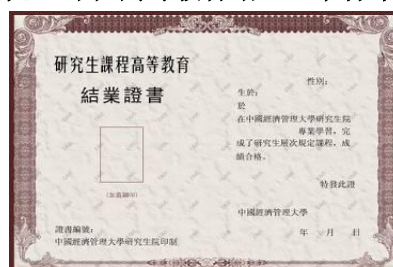 研究生課程高等教育
結業證書
(加蓋鋼印)
證書編號：
中國經濟管理大學研究生院印制
性別：
生於：
於
在中國經濟管理大學研究生院
專業學習，完
成了研究生層次規定課程，成
績合格。
特發此證
中國經濟管理大學
年 月 日